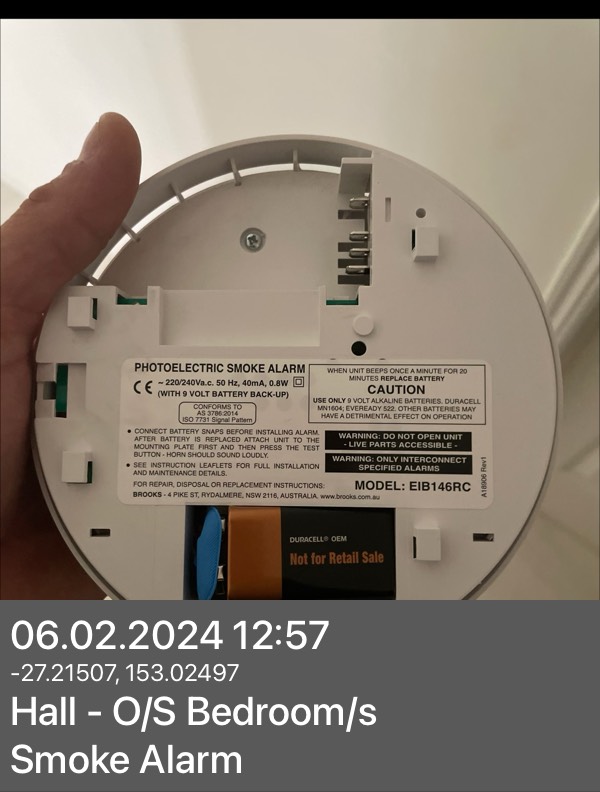 PHOTOELECTRIC SMOKE ALARM
CE ~ 220/240Va.c. 50 Hz, 40mA, 0.8W
(WITH 9 VOLT BATTERY BACK-UP)
CONFORMS TO
AS 3786:2014
ISO 7731 Signal Pattern
• CONNECT BATTERY SNAPS BEFORE INSTALLING ALARM.
AFTER BATTERY IS REPLACED ATTACH UNIT TO THE
MOUNTING PLATE FIRST AND THEN PRESS THE TEST
BUTTON - HORN SHOULD SOUND LOUDLY.
• SEE INSTRUCTION LEAFLETS FOR FULL INSTALLATION
AND MAINTENANCE DETAILS.
FOR REPAIR, DISPOSAL OR REPLACEMENT INSTRUCTIONS:
BROOKS - 4 PIKE ST, RYDALMERE, NSW 2116, AUSTRALIA. www.brooks.com.au
WHEN UNIT BEEPS ONCE A MINUTE FOR 20
MINUTES REPLACE BATTERY
CAUTION
USE ONLY 9 VOLT ALKALINE BATTERIES, DURACELL
MN1604; EVEREADY 522. OTHER BATTERIES MAY
HAVE A DETRIMENTAL EFFECT ON OPERATION
WARNING: DO NOT OPEN UNIT
- LIVE PARTS ACCESSIBLE -
WARNING: ONLY INTERCONNECT
SPECIFIED ALARMS
MODEL: EIB146RC
A16906 Rev1
DURACELL® OEM
Not for Retail Sale
06.02.2024 12:57
-27.21507, 153.02497
Hall - O/S Bedroom/s
Smoke Alarm